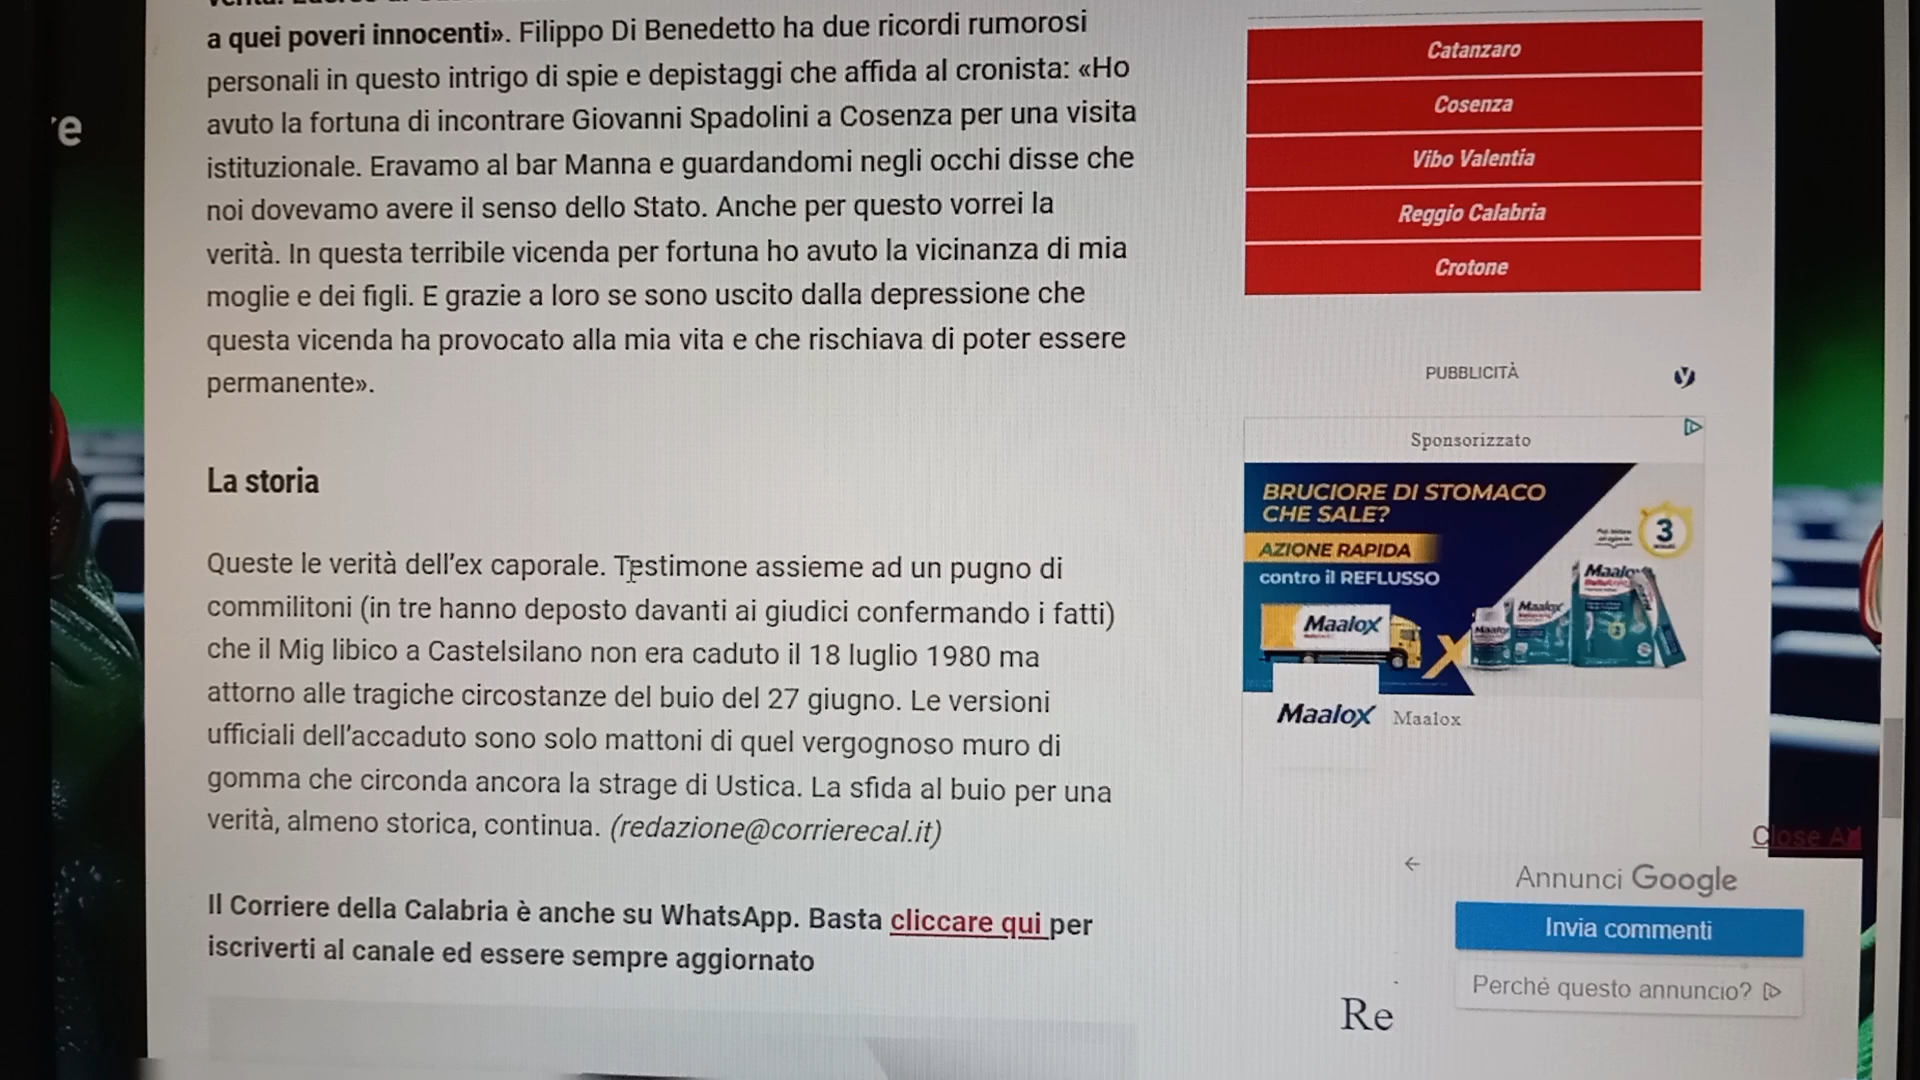 a quei poveri innocenti». Filippo Di Benedetto ha due ricordi rumorosi
personali in questo intrigo di spie e depistaggi che affida al cronista: «Ho
avuto la fortuna di incontrare Giovanni Spadolini a Cosenza per una visita
istituzionale. Eravamo al bar Manna e guardandomi negli occhi disse che
noi dovevamo avere il senso dello Stato. Anche per questo vorrei la
verità. In questa terribile vicenda per fortuna ho avuto la vicinanza di mia
moglie e dei figli. E grazie a loro se sono uscito dalla depressione che
questa vicenda ha provocato alla mia vita e che rischiava di poter essere
permanente».
La storia
Queste le verità dell'ex caporale. Testimone assieme ad un pugno di
commilitoni (in tre hanno deposto davanti ai giudici confermando i fatti)
che il Mig libico a Castelsilano non era caduto il 18 luglio 1980 ma
attorno alle tragiche circostanze del buio del 27 giugno. Le versioni
ufficiali dell'accaduto sono solo mattoni di quel vergognoso muro di
gomma che circonda ancora la strage di Ustica. La sfida al buio per una
verità, almeno storica, continua. (redazione@corrierecal.it)
Il Corriere della Calabria è anche su WhatsApp. Basta cliccare qui per
iscriverti al canale ed essere sempre aggiornato
re
Catanzaro
Cosenza
Vibo Valentia
Reggio Calabria
Crotone
PUBBLICITÀ
Sponsorizzato
BRUCIORE DI STOMACO
CHE SALE?
AZIONE RAPIDA
contro il REFLUSSO
3
Maalox
Maalox
Maalox
Maalox
Maalox
Maalox
Close
Annunci Google
Invia commenti
Perché questo annuncio?
Re